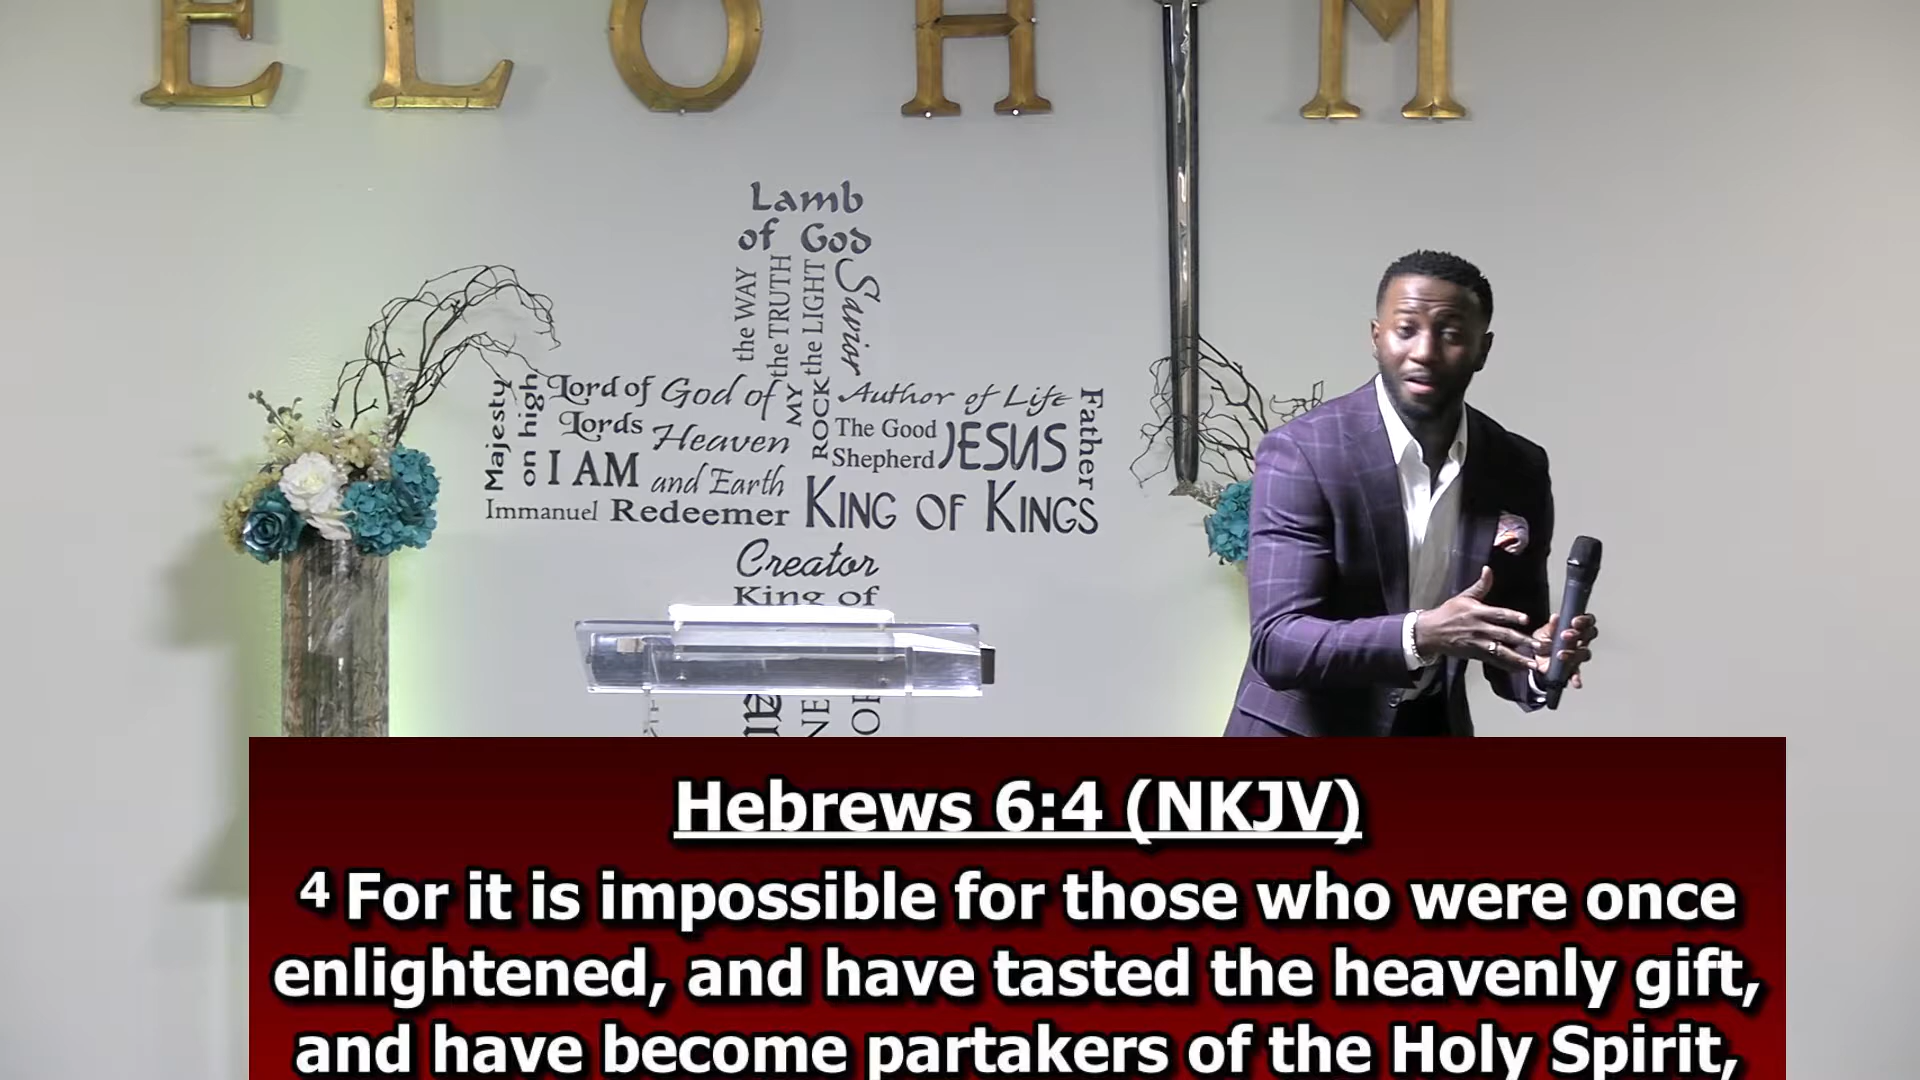 ELOHIM
Lamb
of God
the WAY
the TRUTH
the LIGHT
Savior
Majesty
on high
Lord of
Lords
God of
Heaven
and Earth
I AM
MY
ROCK
Author of Life
The Good
Shepherd
JESUS
Father
Immanuel Redeemer
KING OF KINGS
Creator
King of
Hebrews 6:4 (NKJV)
4 For it is impossible for those who were once
enlightened, and have tasted the heavenly gift,
and have become partakers of the Holy Spirit,